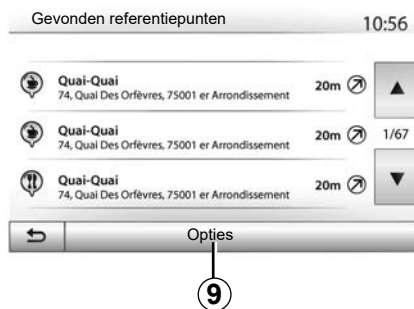 Gevonden referentiepunten 10:56
Quai-Quai
74, Quai Des Orfèvres, 75001 er Arrondissement 20m
Quai-Quai
74, Quai Des Orfèvres, 75001 er Arrondissement 20m 1/67
Quai-Quai
74, Quai Des Orfèvres, 75001 er Arrondissement 20m
Opties
9